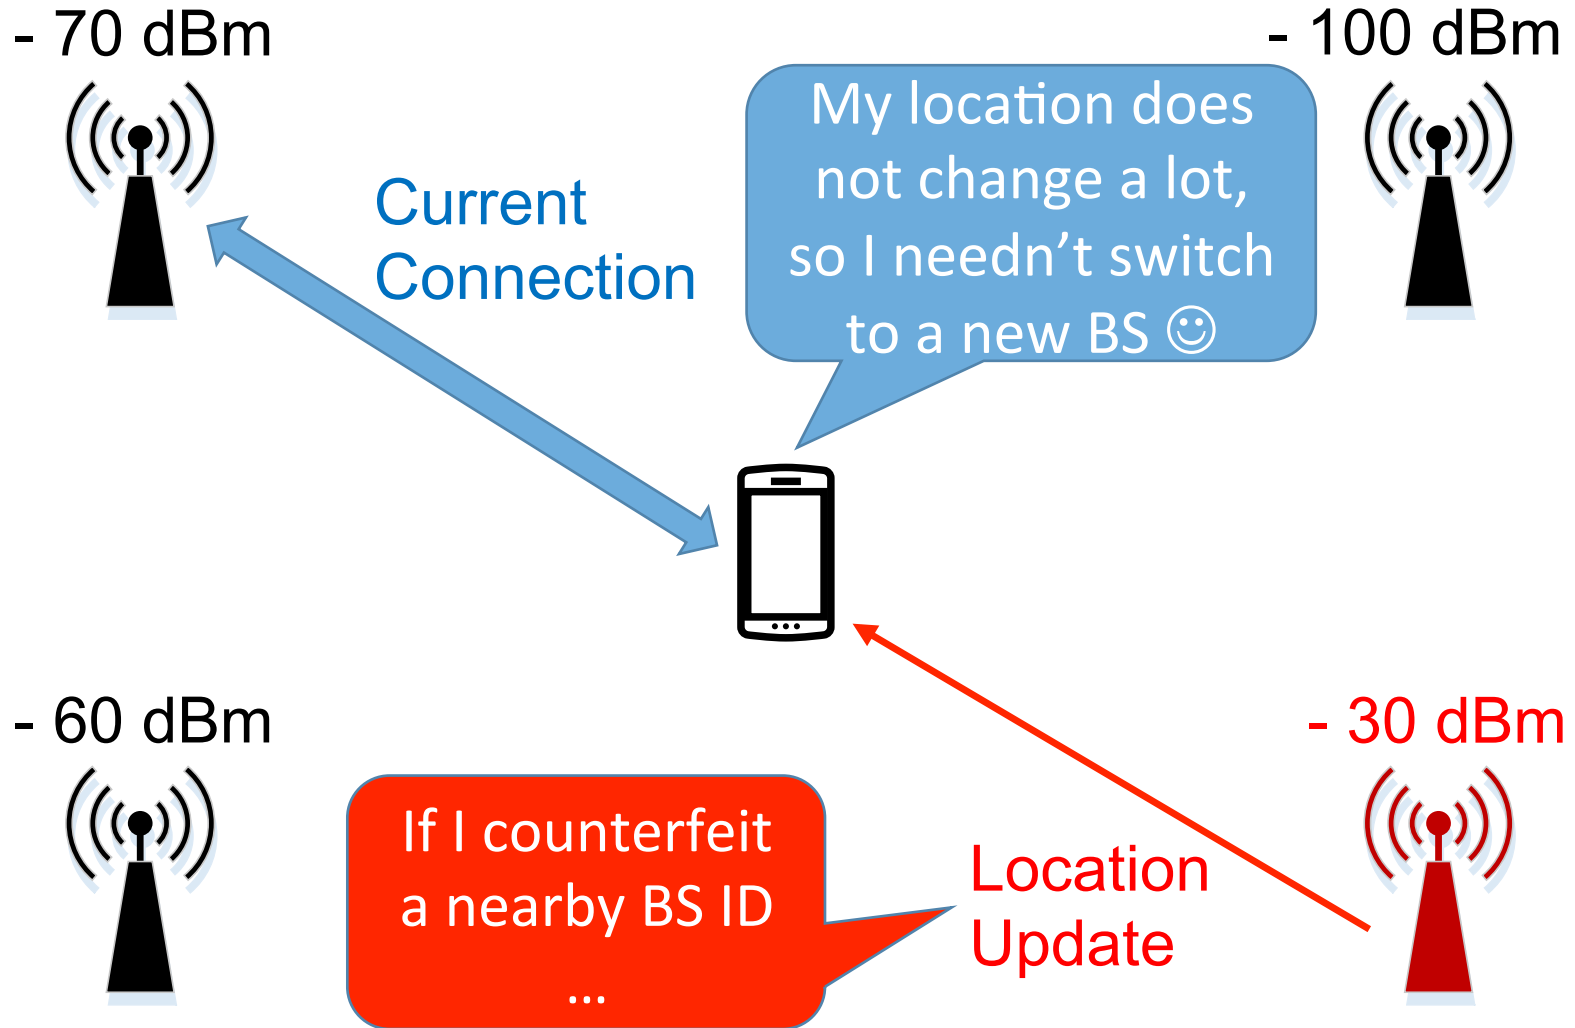 - 70 dBm
- 100 dBm
My location does
not change a lot,
so I needn’t switch
to a new BS ☺
Current
Connection
- 60 dBm
- 30 dBm
If I counterfeit
a nearby BS ID
...
Location
Update